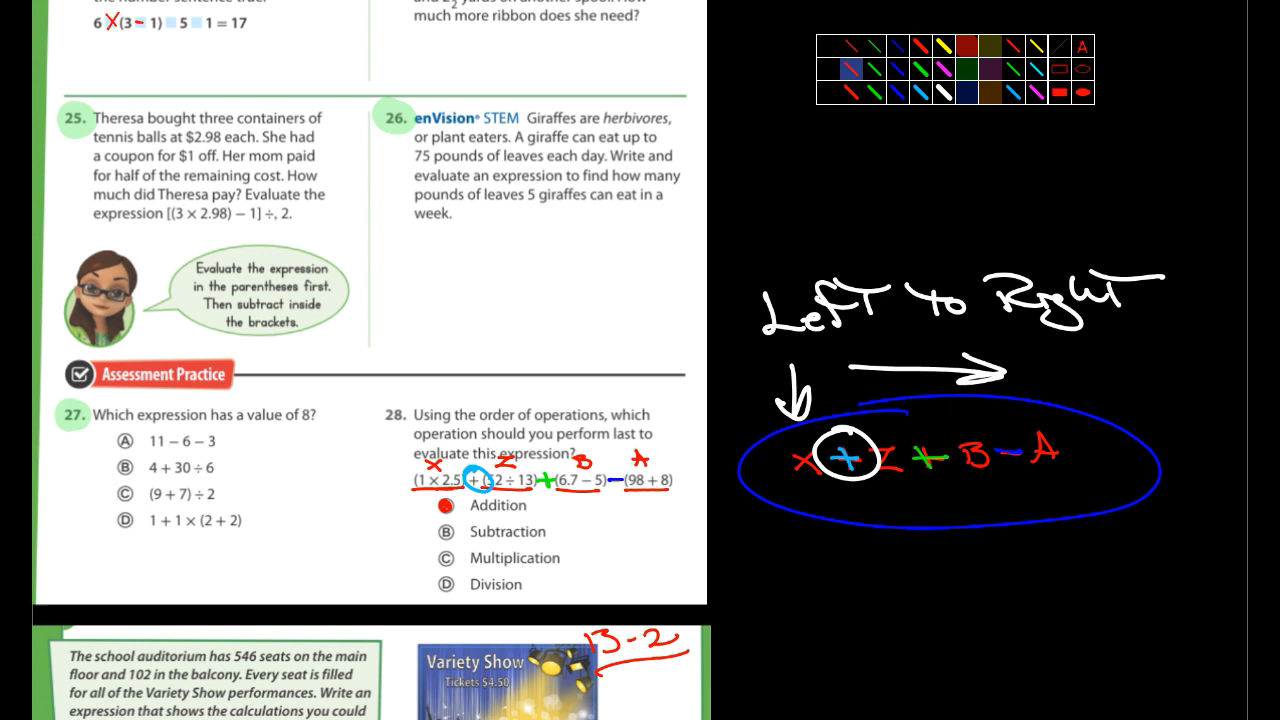 the number sentence true.
6 X (3 - 1) 5 1 = 17
and 2 1/2 yards on another spool. How
much more ribbon does she need?
25. Theresa bought three containers of
tennis balls at $2.98 each. She had
a coupon for $1 off. Her mom paid
for half of the remaining cost. How
much did Theresa pay? Evaluate the
expression [(3 × 2.98) − 1] ÷, 2.
26. enVision® STEM Giraffes are herbivores,
or plant eaters. A giraffe can eat up to
75 pounds of leaves each day. Write and
evaluate an expression to find how many
pounds of leaves 5 giraffes can eat in a
week.
Evaluate the expression
in the parentheses first.
Then subtract inside
the brackets.
Assessment Practice
27. Which expression has a value of 8?
A 11 − 6 − 3
B 4 + 30 ÷ 6
C (9 + 7) ÷ 2
D 1 + 1 × (2 + 2)
28. Using the order of operations, which
operation should you perform last to
evaluate this expression?
X Z B A
(1 × 2.5) + (52 ÷ 13) + (6.7 − 5) − (98 + 8)
Addition
B Subtraction
C Multiplication
D Division
The school auditorium has 546 seats on the main
floor and 102 in the balcony. Every seat is filled
for all of the Variety Show performances. Write an
expression that shows the calculations you could
Variety Show
Tickets $4.50
13-2
A
Left to Right
X + Z + B - A